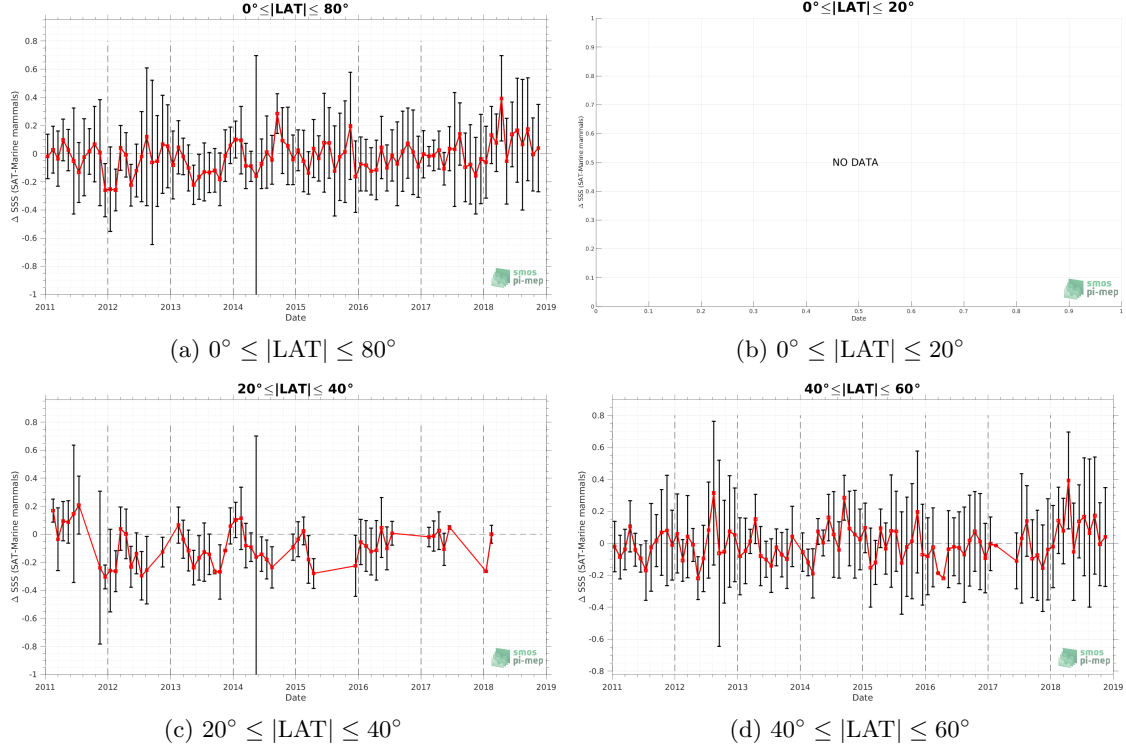 0°≤|LAT|≤ 80°
0.8
0.6
0.4
0.2
0
-0.2
-0.4
-0.6
-0.8
-1
Δ SSS (SAT-Marine mammals)
2011 2012 2013 2014 2015 2016 2017 2018 2019
Date
smos
pi-mep
(a) 0° ≤ |LAT| ≤ 80°
0°≤|LAT|≤ 20°
1
0.9
0.8
0.7
0.6
0.5
0.4
0.3
0.2
0.1
0
Δ SSS (SAT-Marine mammals)
NO DATA
0 0.1 0.2 0.3 0.4 0.5 0.6 0.7 0.8 0.9 1
Date
smos
pi-mep
(b) 0° ≤ |LAT| ≤ 20°
20°≤|LAT|≤ 40°
0.8
0.6
0.4
0.2
0
-0.2
-0.4
-0.6
-0.8
-1
Δ SSS (SAT-Marine mammals)
2011 2012 2013 2014 2015 2016 2017 2018 2019
Date
smos
pi-mep
(c) 20° ≤ |LAT| ≤ 40°
40°≤|LAT|≤ 60°
0.8
0.6
0.4
0.2
0
-0.2
-0.4
-0.6
-0.8
Δ SSS (SAT-Marine mammals)
2011 2012 2013 2014 2015 2016 2017 2018 2019
Date
smos
pi-mep
(d) 40° ≤ |LAT| ≤ 60°